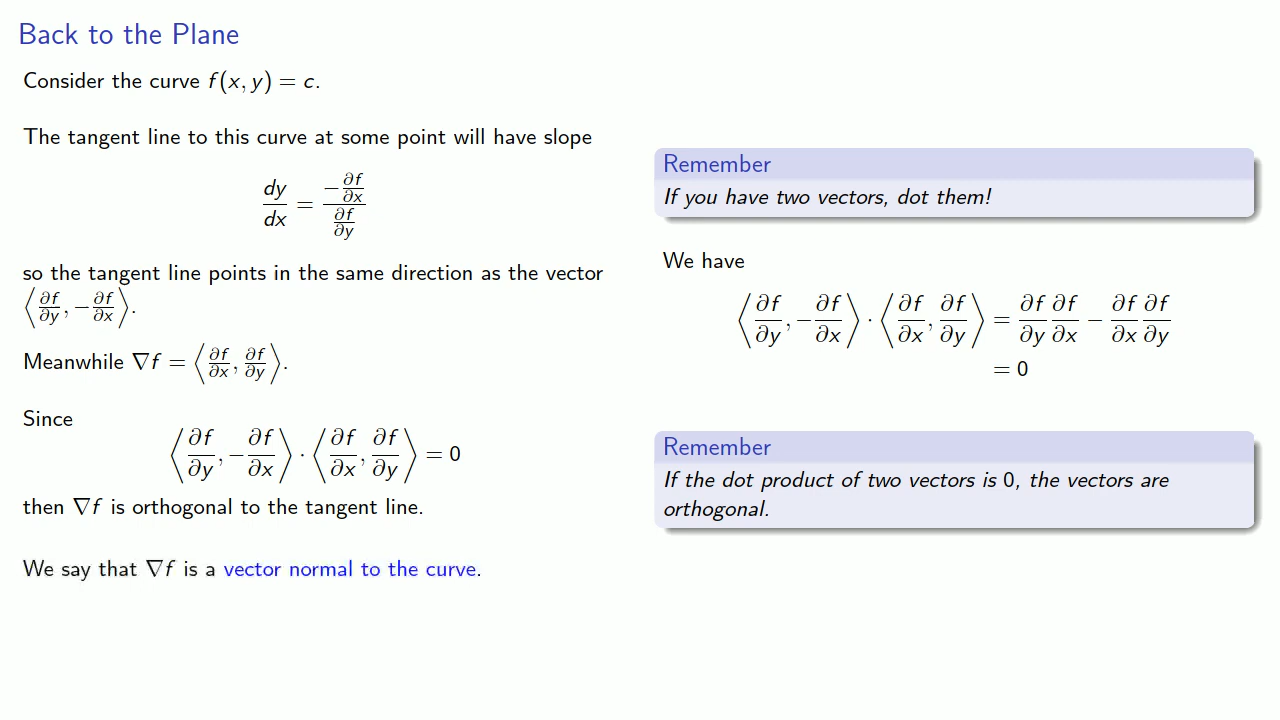 Back to the Plane
Consider the curve f(x, y) = c.
The tangent line to this curve at some point will have slope
dy/dx = (−∂f/∂x)/(∂f/∂y)
so the tangent line points in the same direction as the vector
⟨∂f/∂y, −∂f/∂x⟩.
Meanwhile ∇f = ⟨∂f/∂x, ∂f/∂y⟩.
Since
⟨∂f/∂y, −∂f/∂x⟩ · ⟨∂f/∂x, ∂f/∂y⟩ = 0
then ∇f is orthogonal to the tangent line.
We say that ∇f is a vector normal to the curve.
Remember
If you have two vectors, dot them!
We have
⟨∂f/∂y, −∂f/∂x⟩ · ⟨∂f/∂x, ∂f/∂y⟩ = ∂f/∂y ∂f/∂x − ∂f/∂x ∂f/∂y
= 0
Remember
If the dot product of two vectors is 0, the vectors are
orthogonal.